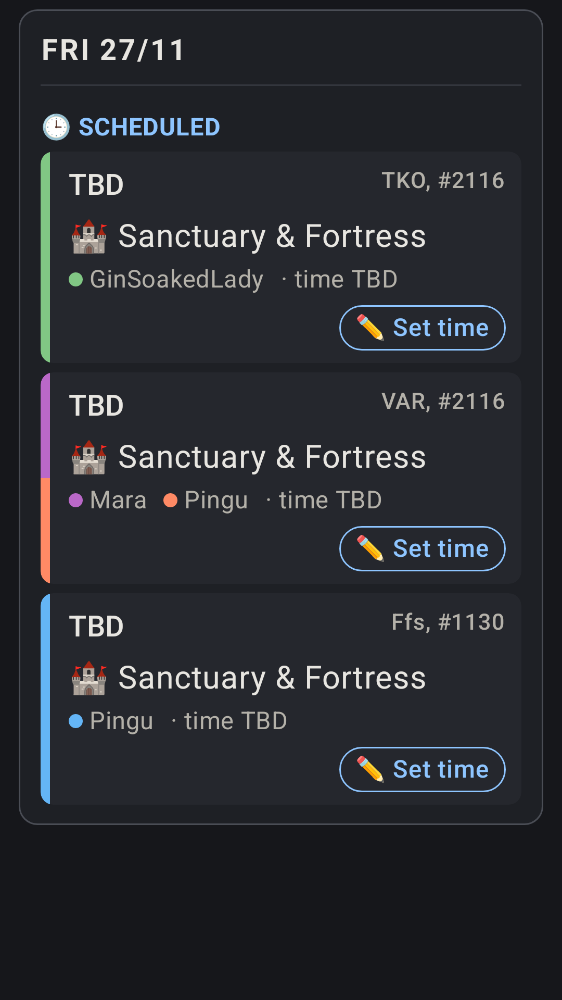 FRI 27/11
🕒 SCHEDULED
TBD TKO, #2116
🏰 Sanctuary & Fortress
GinSoakedLady · time TBD
✏️ Set time
TBD VAR, #2116
🏰 Sanctuary & Fortress
Mara Pingu · time TBD
✏️ Set time
TBD Ffs, #1130
🏰 Sanctuary & Fortress
Pingu · time TBD
✏️ Set time